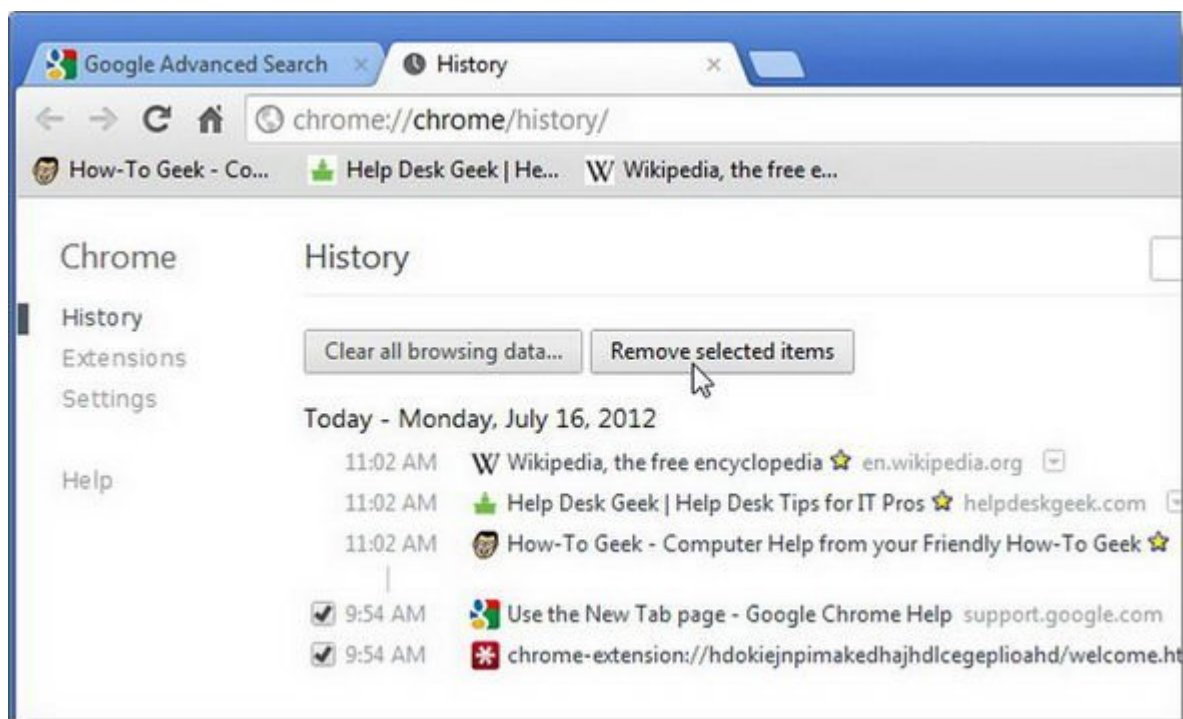 Google Advanced Search History
chrome://chrome/history/
How-To Geek - Co... Help Desk Geek | He... W Wikipedia, the free e...
Chrome
History
Extensions
Settings
Help
History
Clear all browsing data... Remove selected items
Today - Monday, July 16, 2012
11:02 AM W Wikipedia, the free encyclopedia en.wikipedia.org
11:02 AM Help Desk Geek | Help Desk Tips for IT Pros helpdeskgeek.com
11:02 AM How-To Geek - Computer Help from your Friendly How-To Geek
9:54 AM Use the New Tab page - Google Chrome Help support.google.com
9:54 AM chrome-extension://hdokiejnpimakedhajhdlcegeplioahd/welcome.ht